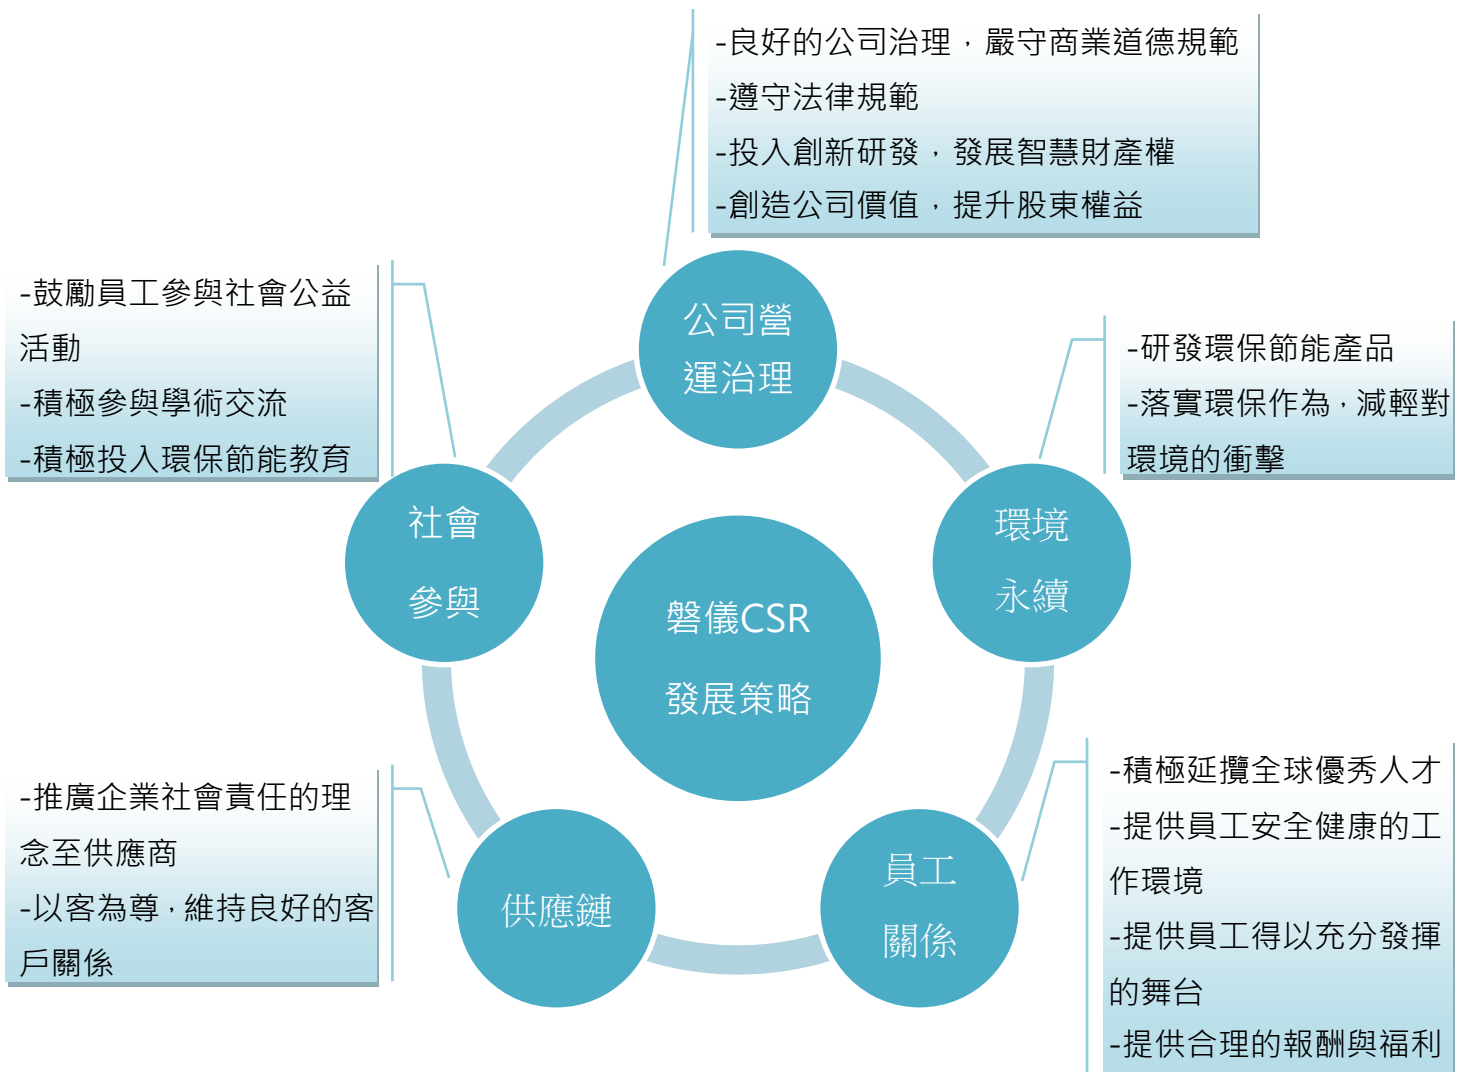 -良好的公司治理，嚴守商業道德規範
-遵守法律規範
-投入創新研發，發展智慧財產權
-創造公司價值，提升股東權益
公司營
運治理
-鼓勵員工參與社會公益
活動
-積極參與學術交流
-積極投入環保節能教育
社會
參與
-研發環保節能產品
-落實環保作為，減輕對
環境的衝擊
環境
永續
磐儀CSR
發展策略
-推廣企業社會責任的理
念至供應商
-以客為尊，維持良好的客
戶關係
供應鏈
-積極延攬全球優秀人才
-提供員工安全健康的工
作環境
-提供員工得以充分發揮
的舞台
-提供合理的報酬與福利
員工
關係